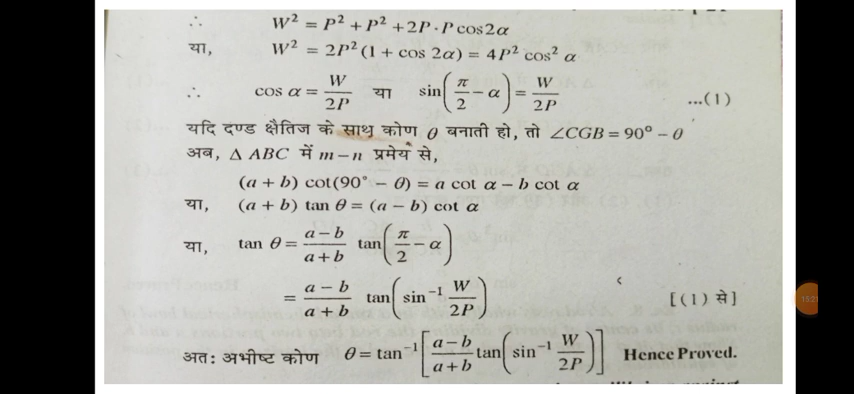 ∴ W² = P² + P² + 2P · P cos2α
या, W² = 2P² (1 + cos 2α) = 4P² cos² α
∴ cos α = W/2P या sin(π/2 − α) = W/2P ...(1)
यदि दण्ड क्षैतिज के साथ कोण θ बनाती हो, तो ∠CGB = 90° − θ
अब, Δ ABC में m − n प्रमेय से,
(a + b) cot(90° − θ) = a cot α − b cot α
या, (a + b) tan θ = (a − b) cot α
या, tan θ = a − b/a + b tan(π/2 − α)
= a − b/a + b tan(sin⁻¹ W/2P) [(1) से]
अतः अभीष्ट कोण θ = tan⁻¹[a − b/a + b tan(sin⁻¹ W/2P)] Hence Proved.